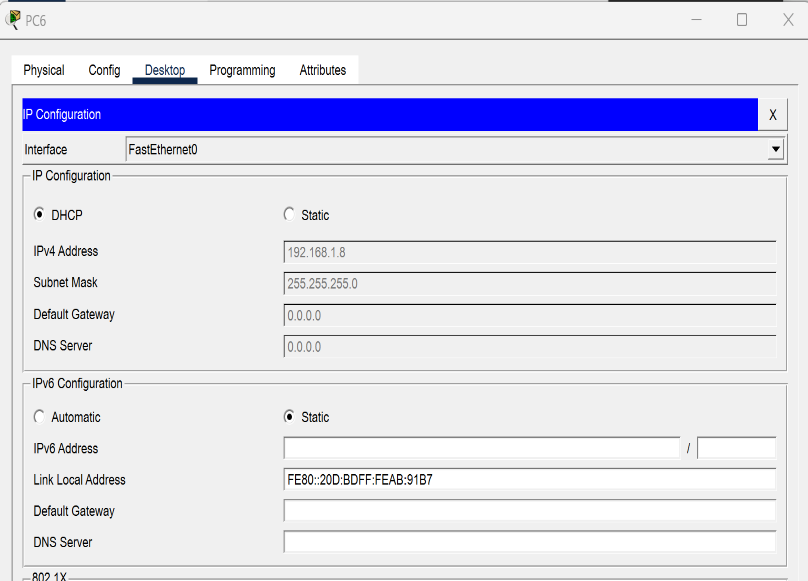 PC6
Physical Config Desktop Programming Attributes
IP Configuration X
Interface FastEthernet0
IP Configuration
DHCP Static
IPv4 Address 192.168.1.8
Subnet Mask 255.255.255.0
Default Gateway 0.0.0.0
DNS Server 0.0.0.0
IPv6 Configuration
Automatic Static
IPv6 Address /
Link Local Address FE80::20D:BDFF:FEAB:91B7
Default Gateway
DNS Server
802.1X